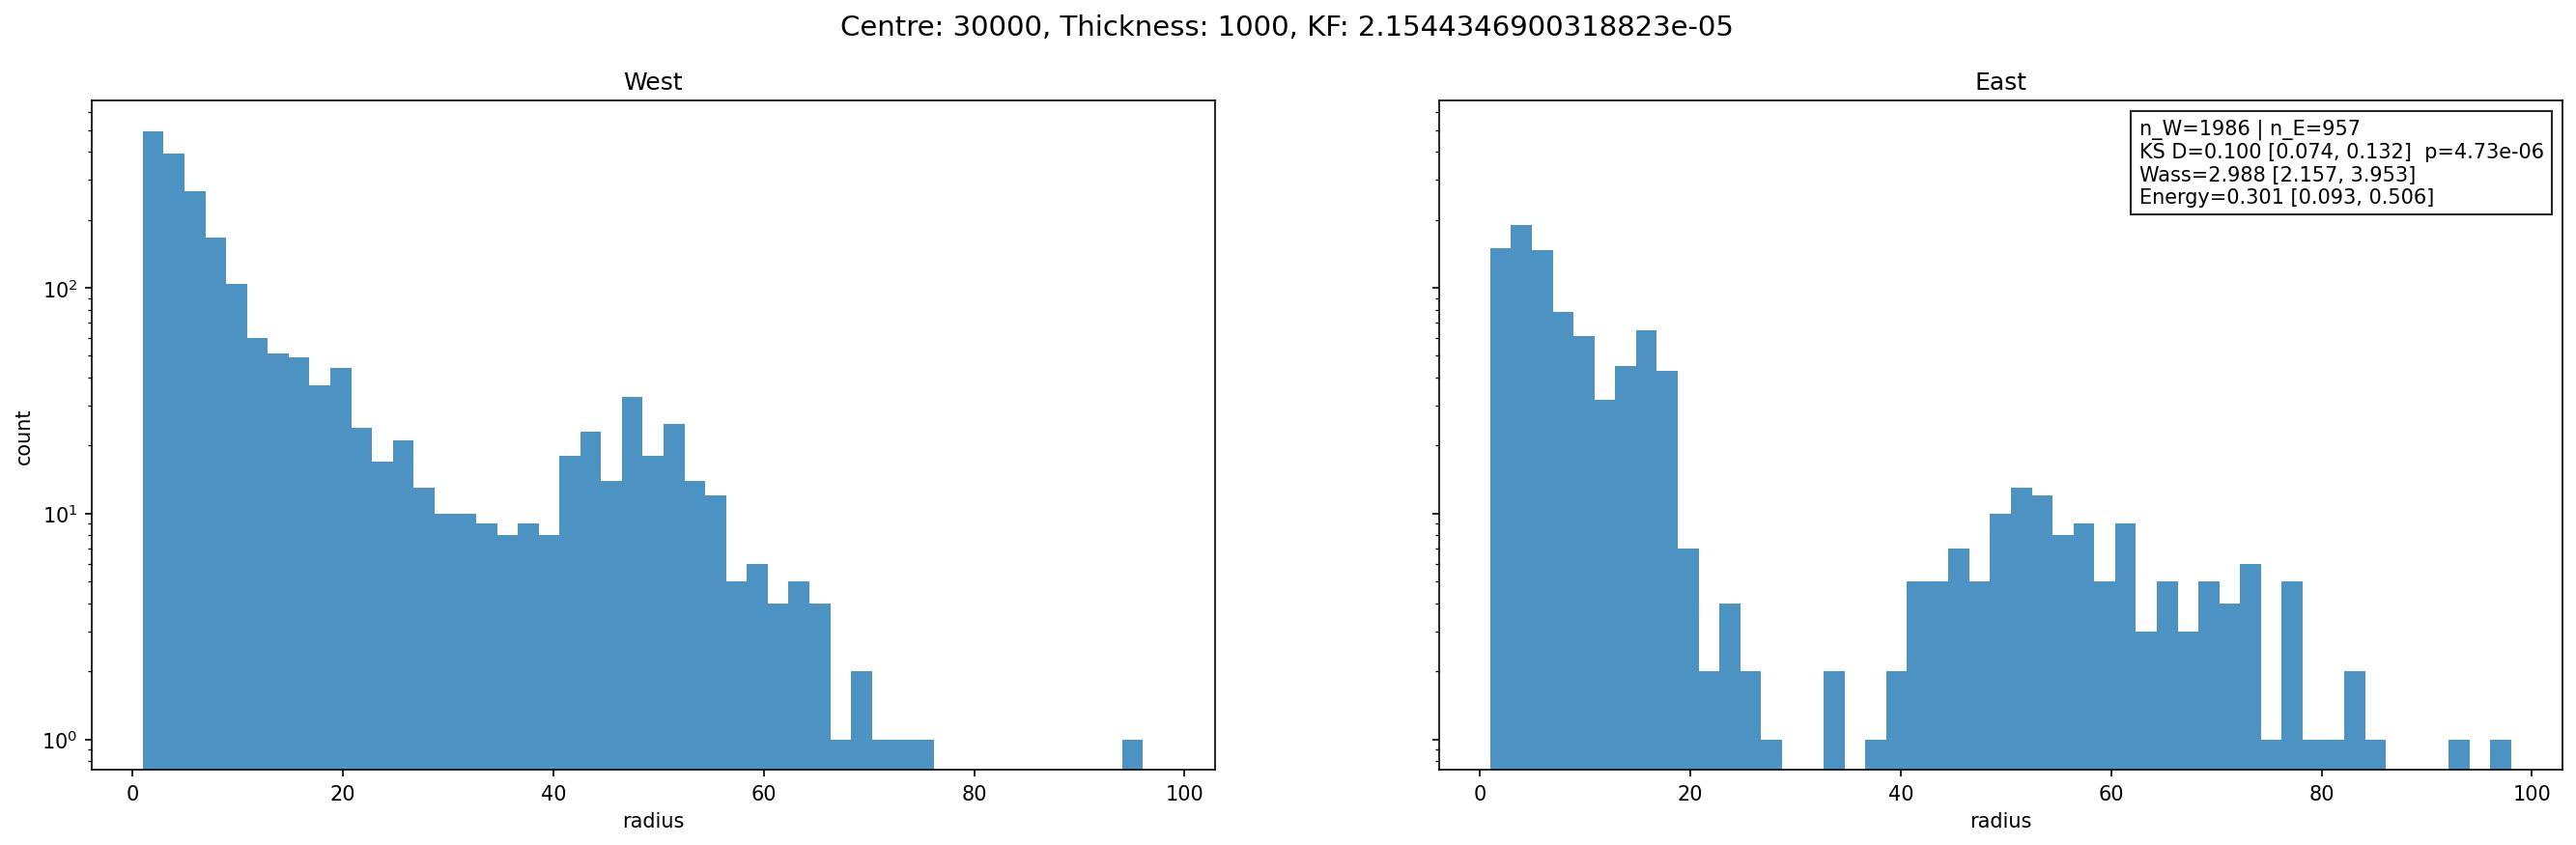 Centre: 30000, Thickness: 1000, KF: 2.1544346900318823e-05
West
count
10²
10¹
10⁰
0 20 40 60 80 100
radius
East
n_W=1986 | n_E=957
KS D=0.100 [0.074, 0.132]  p=4.73e-06
Wass=2.988 [2.157, 3.953]
Energy=0.301 [0.093, 0.506]
0 20 40 60 80 100
radius